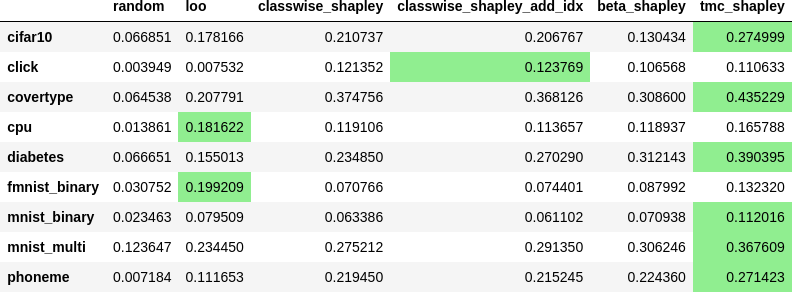 random loo classwise_shapley classwise_shapley_add_idx beta_shapley tmc_shapley
cifar10 0.066851 0.178166 0.210737 0.206767 0.130434 0.274999
click 0.003949 0.007532 0.121352 0.123769 0.106568 0.110633
covertype 0.064538 0.207791 0.374756 0.368126 0.308600 0.435229
cpu 0.013861 0.181622 0.119106 0.113657 0.118937 0.165788
diabetes 0.066651 0.155013 0.234850 0.270290 0.312143 0.390395
fmnist_binary 0.030752 0.199209 0.070766 0.074401 0.087992 0.132320
mnist_binary 0.023463 0.079509 0.063386 0.061102 0.070938 0.112016
mnist_multi 0.123647 0.234450 0.275212 0.291350 0.306246 0.367609
phoneme 0.007184 0.111653 0.219450 0.215245 0.224360 0.271423